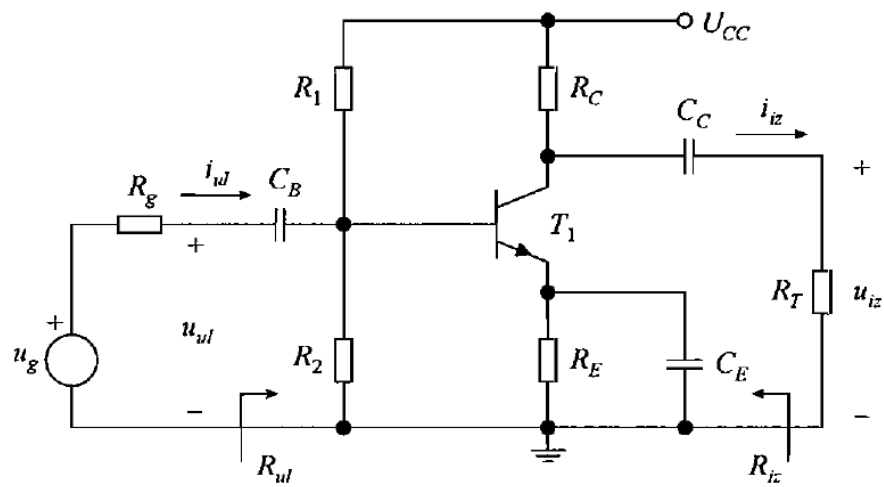 U_CC
R_1
R_C
C_C
i_iz
+
R_g
i_ul
C_B
+
T_1
+
u_g
u_ul
R_2
R_E
C_E
R_T
u_iz
−
−
R_ul
R_iz